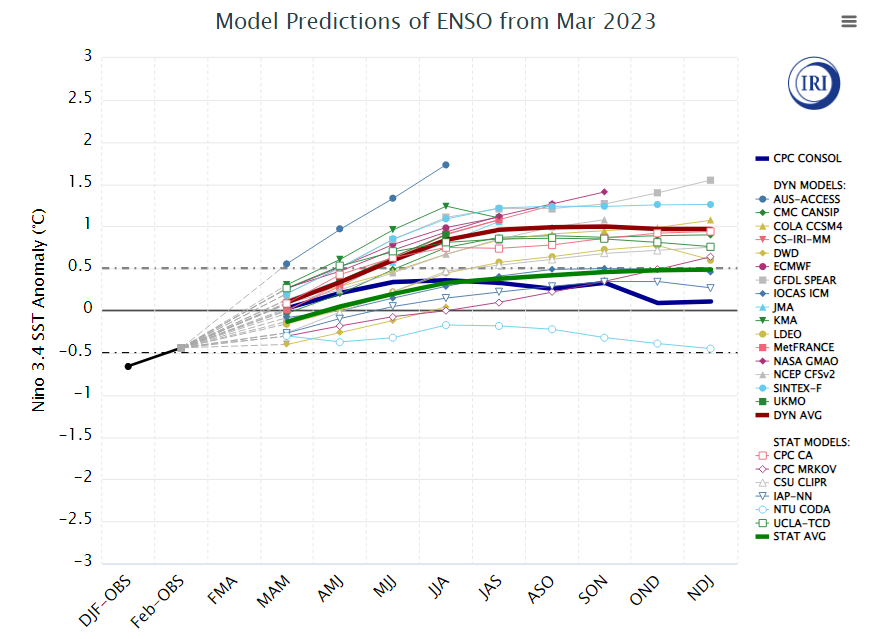 Model Predictions of ENSO from Mar 2023
IRI
Nino 3.4 SST Anomaly (°C)
3
2.5
2
1.5
1
0.5
0
−0.5
−1
−1.5
−2
−2.5
−3
DJF-OBS
Feb-OBS
FMA
MAM
AMJ
MJJ
JJA
JAS
ASO
SON
OND
NDJ
CPC CONSOL
DYN MODELS:
AUS-ACCESS
CMC CANSIP
COLA CCSM4
CS-IRI-MM
DWD
ECMWF
GFDL SPEAR
IOCAS ICM
JMA
KMA
LDEO
MetFRANCE
NASA GMAO
NCEP CFSv2
SINTEX-F
UKMO
DYN AVG
STAT MODELS:
CPC CA
CPC MRKOV
CSU CLIPR
IAP-NN
NTU CODA
UCLA-TCD
STAT AVG